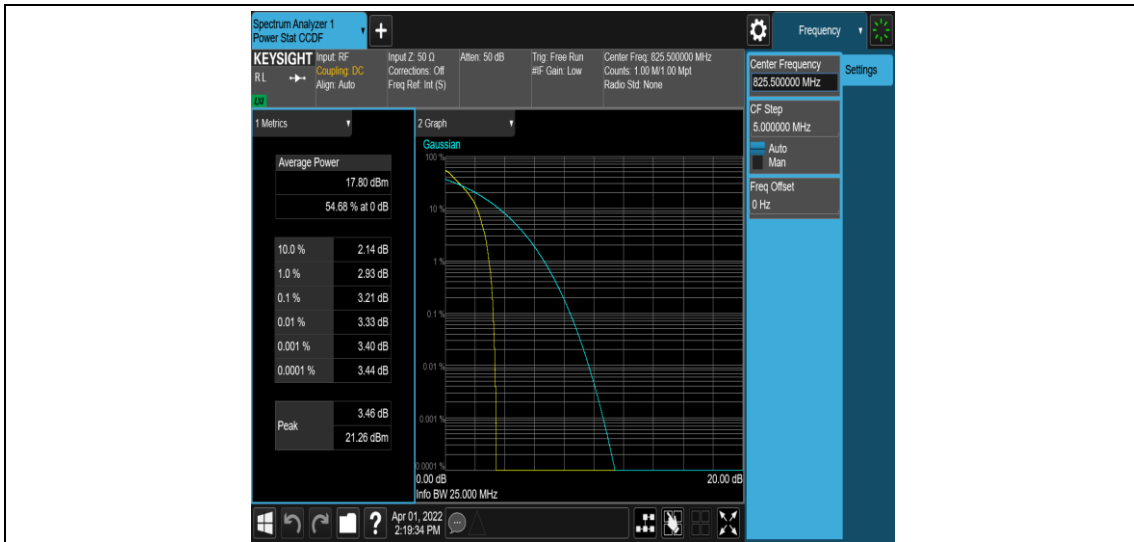 Spectrum Analyzer 1
Power Stat CCDF
+
Frequency
KEYSIGHT
RL
LXI
Input: RF
Coupling: DC
Align: Auto
Input Z: 50 Ω
Corrections: Off
Freq Ref: Int (S)
Atten: 50 dB
Trig: Free Run
#IF Gain: Low
Center Freq: 825.500000 MHz
Counts: 1.00 M/1.00 Mpt
Radio Std: None
Center Frequency
825.500000 MHz
Settings
CF Step
5.000000 MHz
Auto
Man
Freq Offset
0 Hz
1 Metrics
Average Power
17.80 dBm
54.68 % at 0 dB
10.0 % 2.14 dB
1.0 % 2.93 dB
0.1 % 3.21 dB
0.01 % 3.33 dB
0.001 % 3.40 dB
0.0001 % 3.44 dB
Peak
3.46 dB
21.26 dBm
2 Graph
Gaussian
100 %
10 %
1 %
0.1 %
0.01 %
0.001 %
0.0001 %
0.00 dB 20.00 dB
Info BW 25.000 MHz
?
Apr 01, 2022
2:19:34 PM